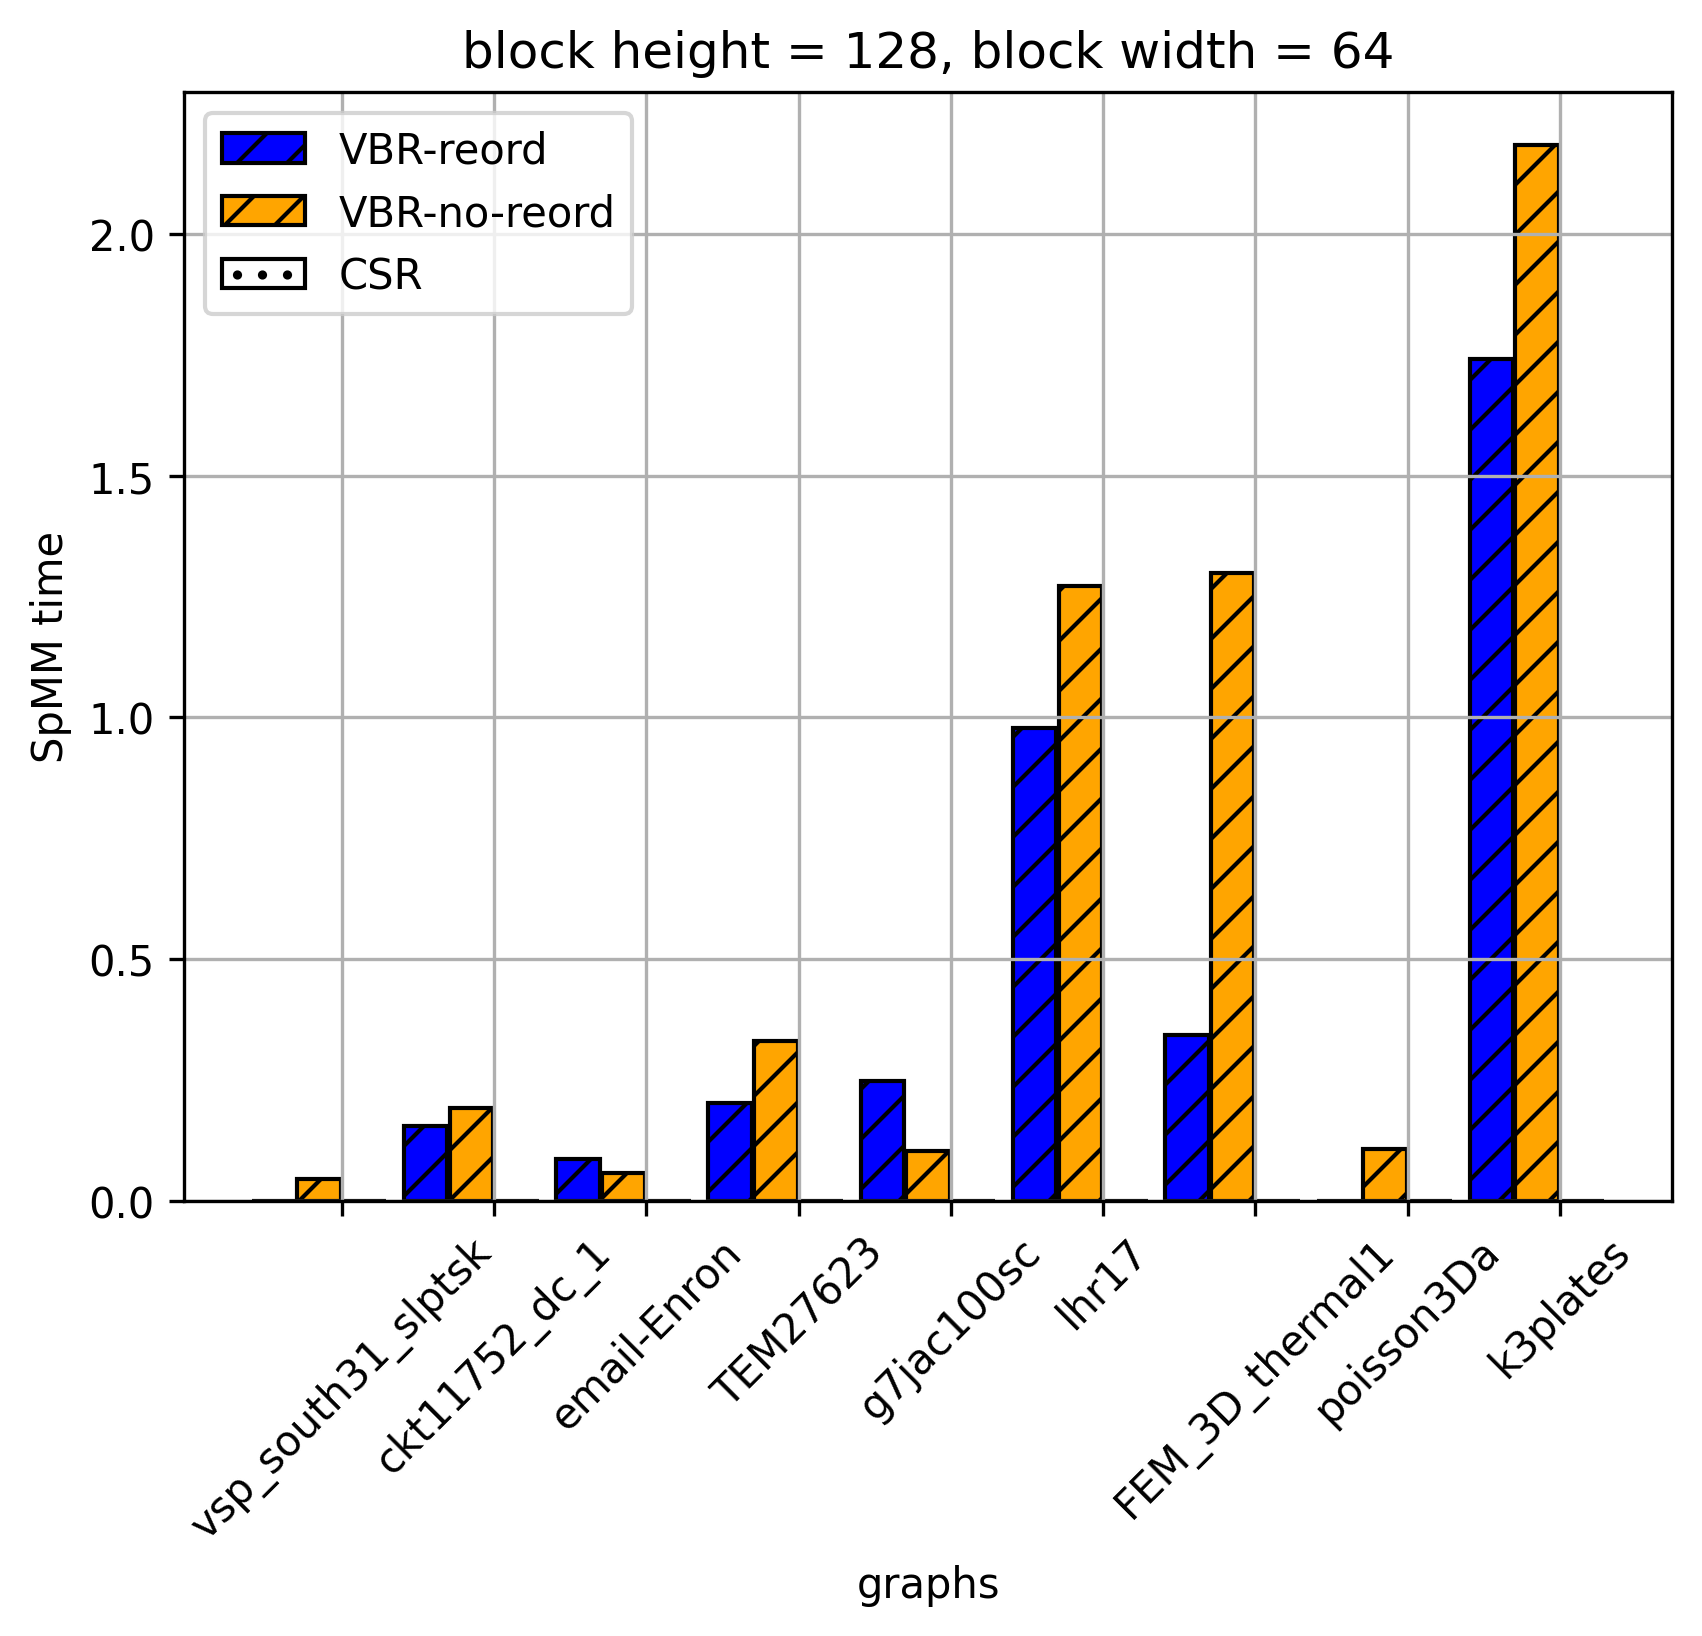 block height = 128, block width = 64
VBR-reord
VBR-no-reord
CSR
SpMM time
2.0
1.5
1.0
0.5
0.0
vsp_south31_slptsk
ckt11752_dc_1
email-Enron
TEM27623
g7jac100sc
lhr17
FEM_3D_thermal1
poisson3Da
k3plates
graphs